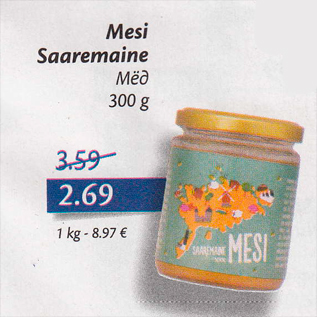 Mesi
Saaremaine
Мёд
300 g
3.59
2.69
1 kg - 8.97 €
SAAREMAINE
MESI